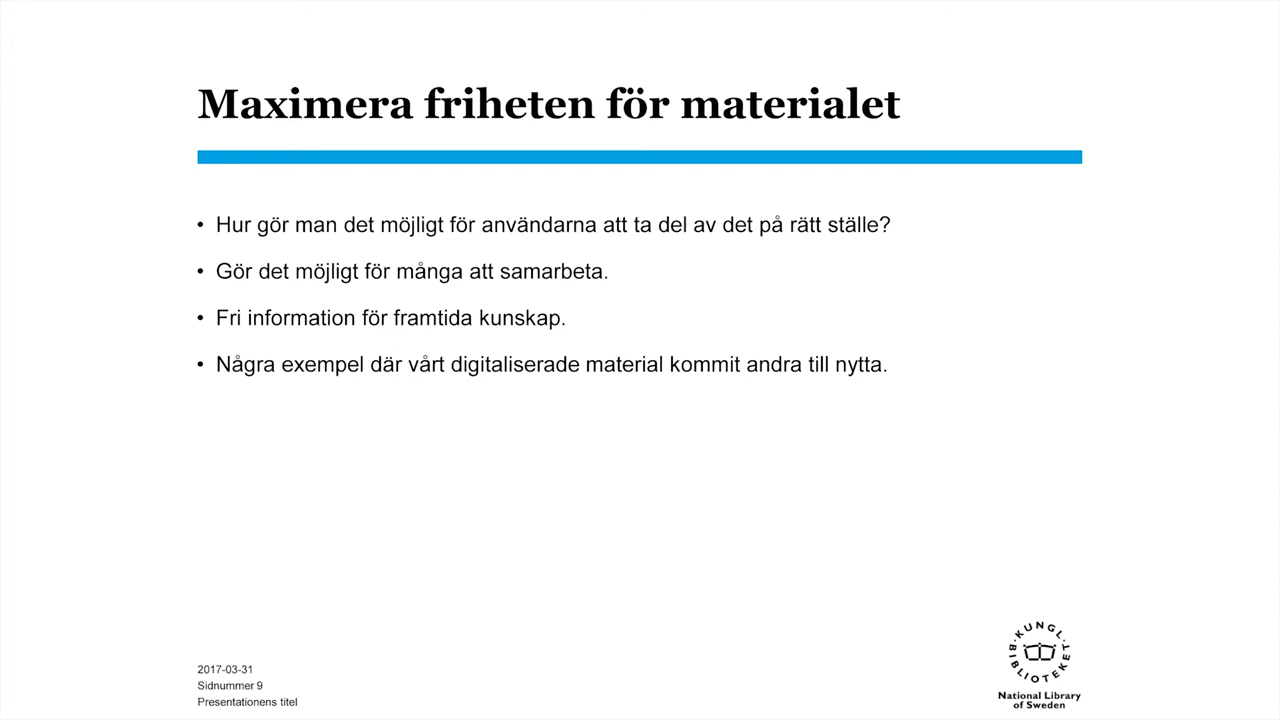 Maximera friheten för materialet
• Hur gör man det möjligt för användarna att ta del av det på rätt ställe?
• Gör det möjligt för många att samarbeta.
• Fri information för framtida kunskap.
• Några exempel där vårt digitaliserade material kommit andra till nytta.
2017-03-31
Sidnummer 9
Presentationens titel
KUNGL.
BIBLIOTEKET
National Library
of Sweden